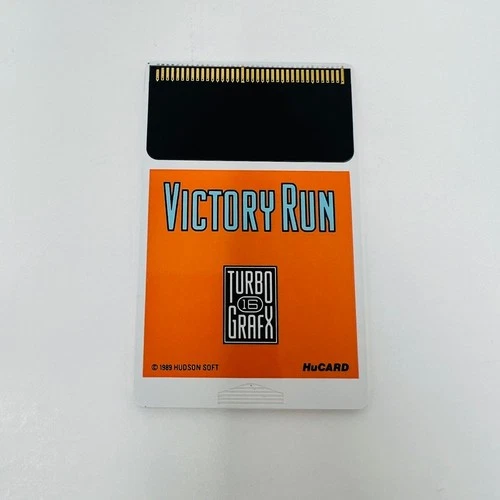 VICTORY RUN
TURBO
16
GRAFX
© 1989 HUDSON SOFT
HuCARD